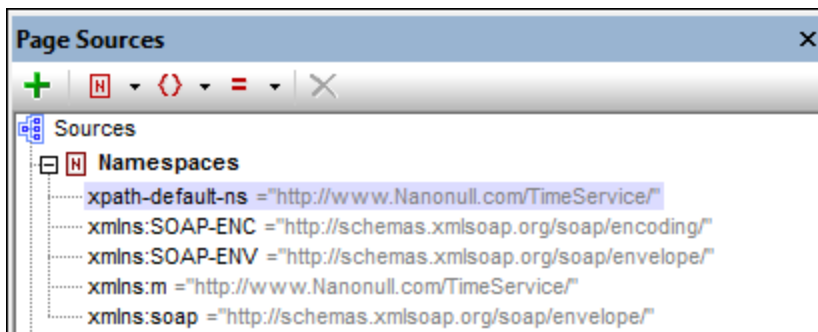 Page Sources
Sources
Namespaces
xpath-default-ns ="http://www.Nanonull.com/TimeService/"
xmlns:SOAP-ENC ="http://schemas.xmlsoap.org/soap/encoding/"
xmlns:SOAP-ENV ="http://schemas.xmlsoap.org/soap/envelope/"
xmlns:m ="http://www.Nanonull.com/TimeService/"
xmlns:soap ="http://schemas.xmlsoap.org/soap/envelope/"